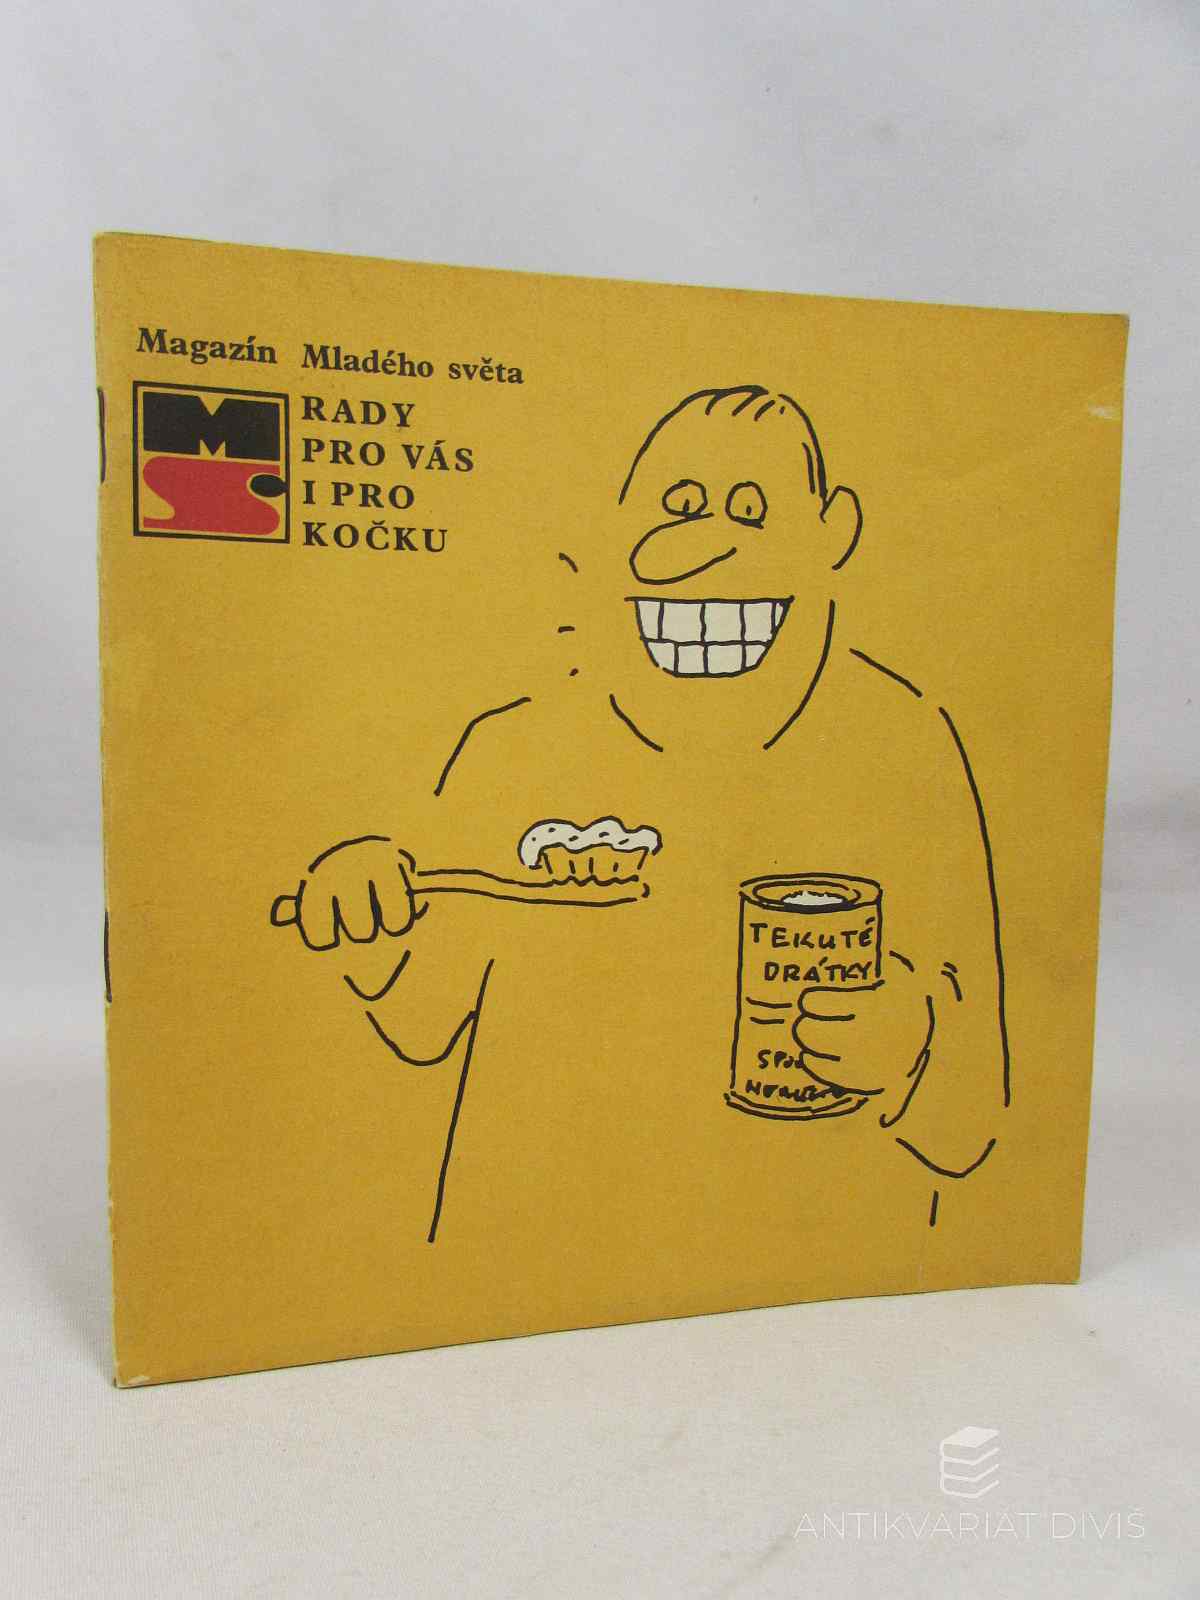 Magazín Mladého světa
MS
RADY
PRO VÁS
I PRO
KOČKU
TEKUTÉ
DRÁTKY
ANTIKVARIÁT DIVIŠ